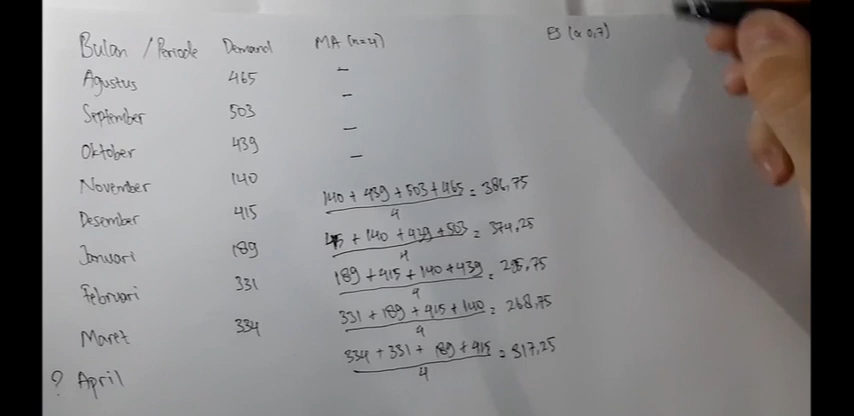 Bulan / Periode Demand MA (n=4) ES (α 0,7)
Agustus 465 -
September 503 -
Oktober 439 -
November 140 -
Desember 415 140 + 439 + 503 + 465 / 4 = 386,75
Januari 189 415 + 140 + 439 + 503 / 4 = 374,25
Februari 331 189 + 415 + 140 + 439 / 4 = 295,75
Maret 334 331 + 189 + 415 + 140 / 4 = 268,75
? April 334 + 331 + 189 + 415 / 4 = 317,25